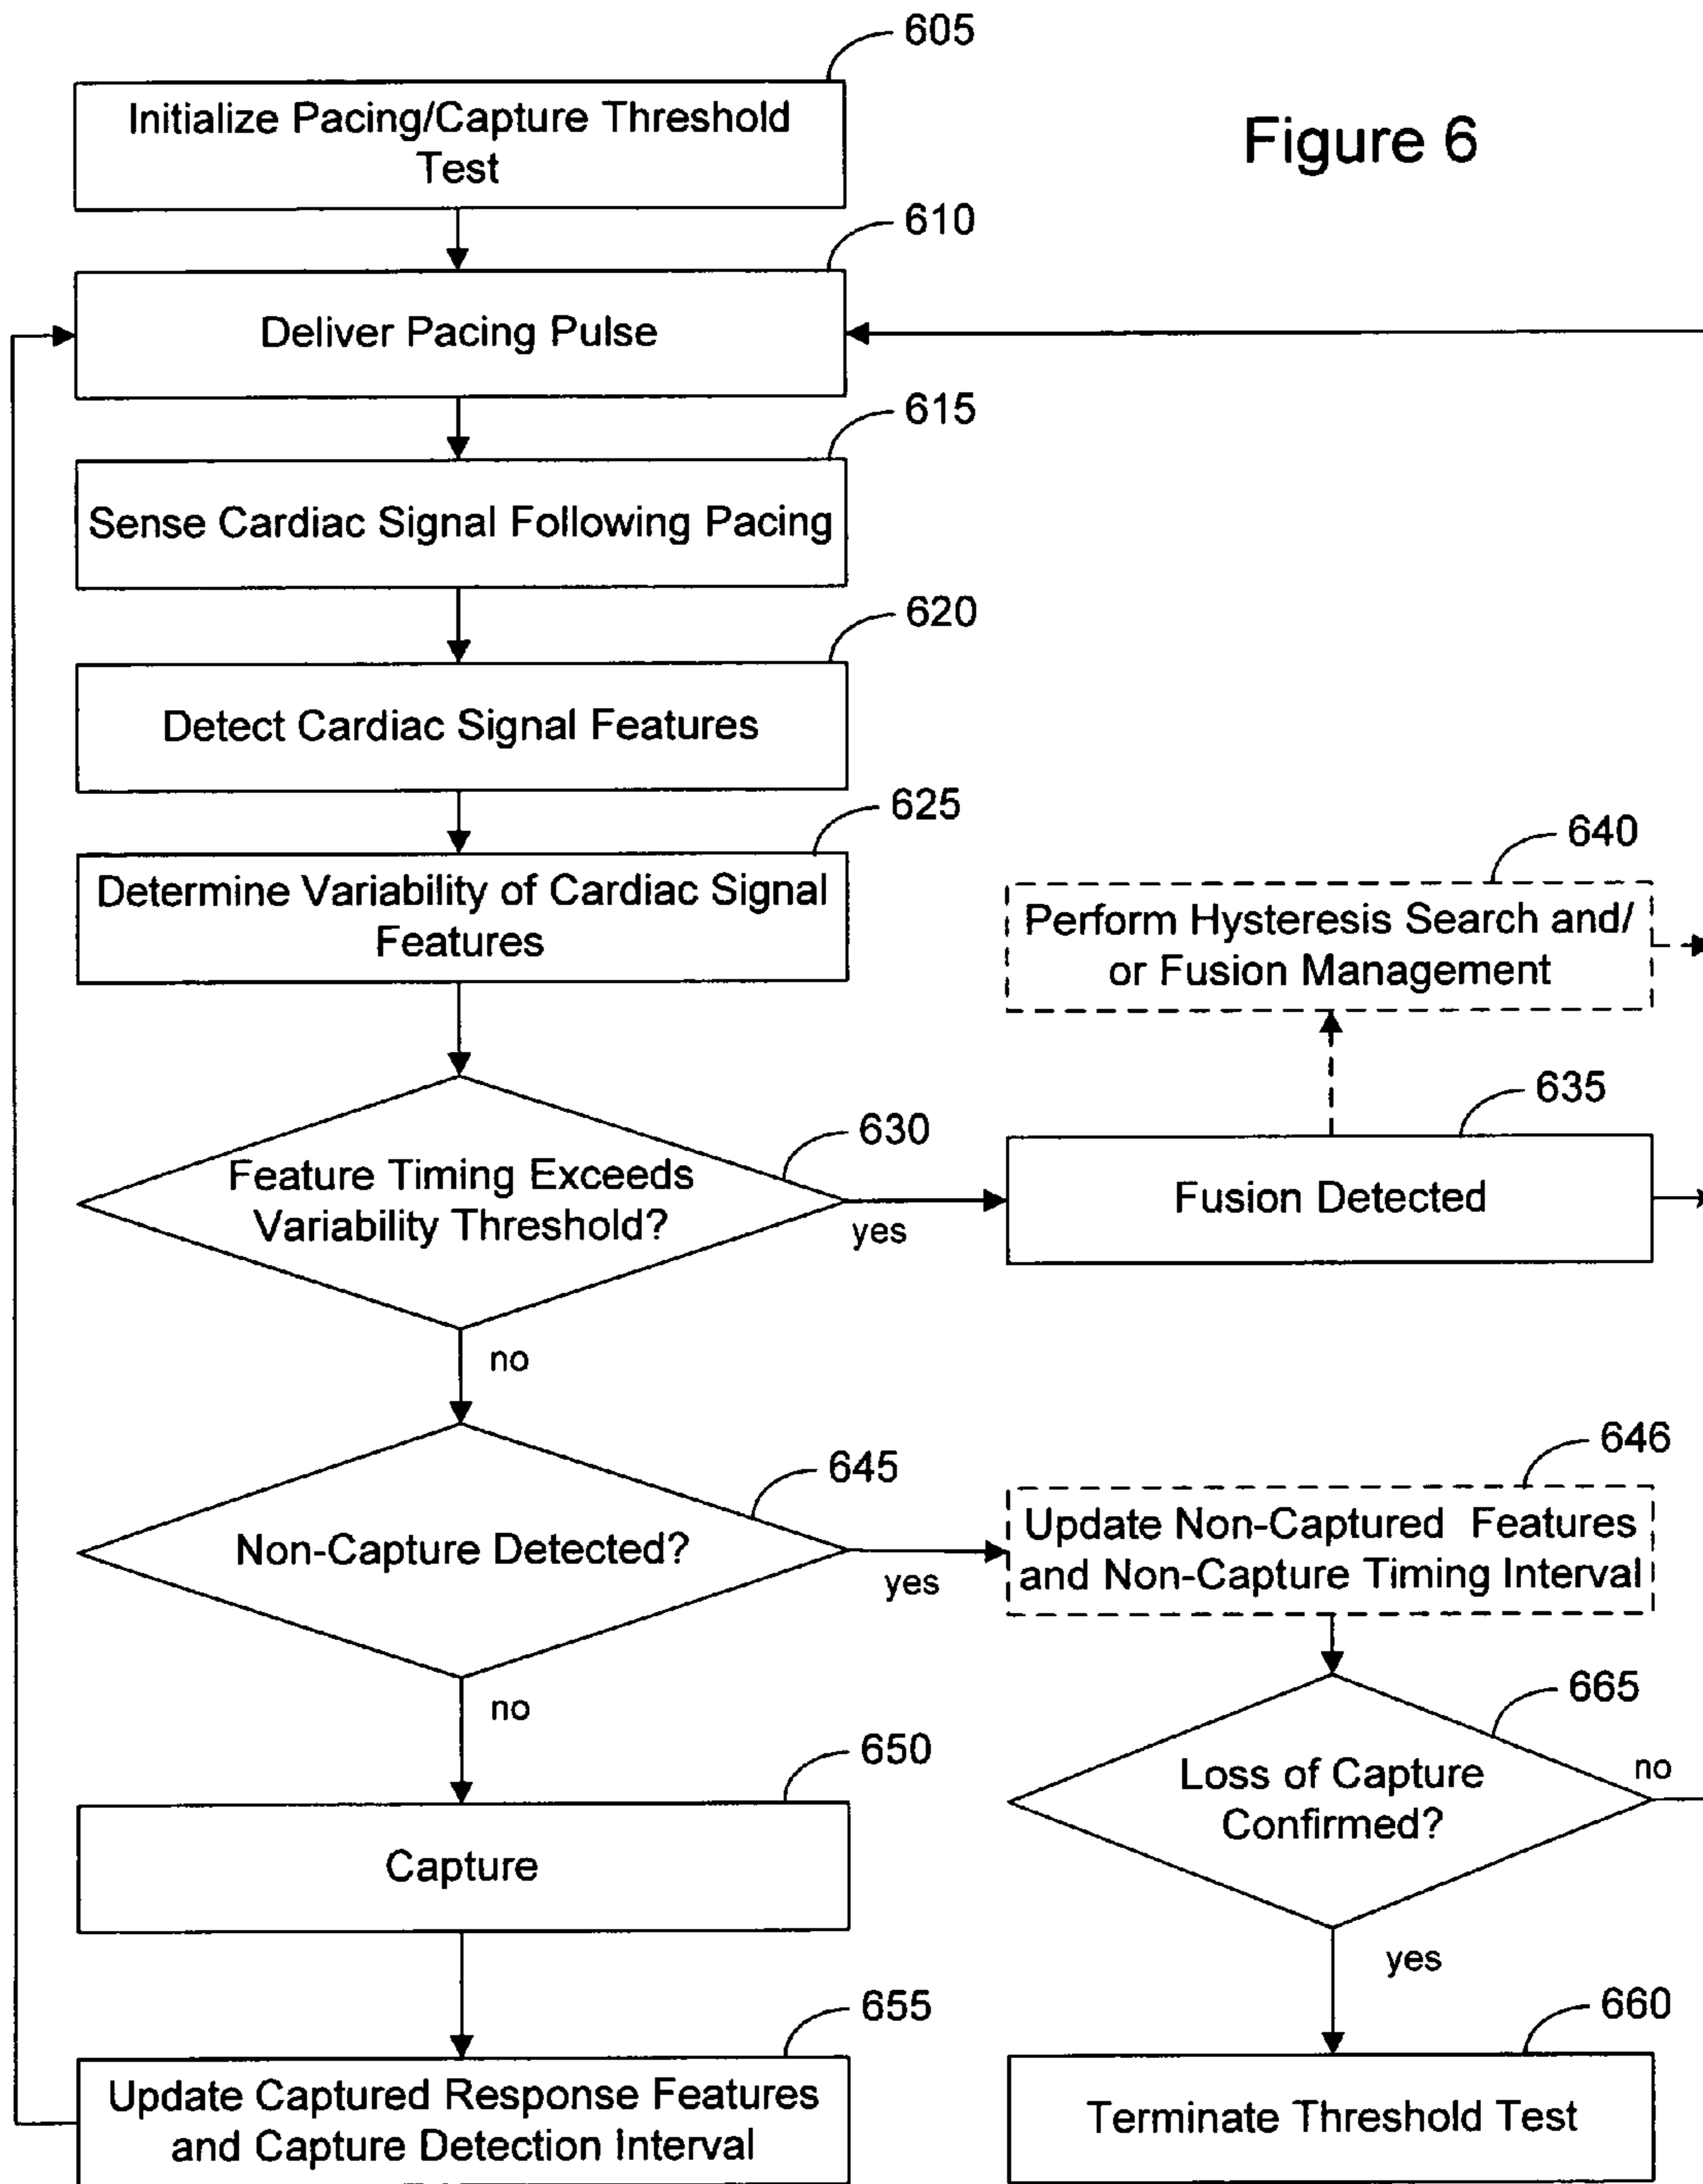 605
Initialize Pacing/Capture Threshold
Test
Figure 6
610
Deliver Pacing Pulse
615
Sense Cardiac Signal Following Pacing
620
Detect Cardiac Signal Features
625
Determine Variability of Cardiac Signal
Features
640
Perform Hysteresis Search and/
or Fusion Management
630
Feature Timing Exceeds
Variability Threshold?
yes
635
Fusion Detected
no
645
Non-Capture Detected?
yes
646
Update Non-Captured Features
and Non-Capture Timing Interval
no
665
Loss of Capture
Confirmed?
no
650
Capture
yes
655
Update Captured Response Features
and Capture Detection Interval
660
Terminate Threshold Test